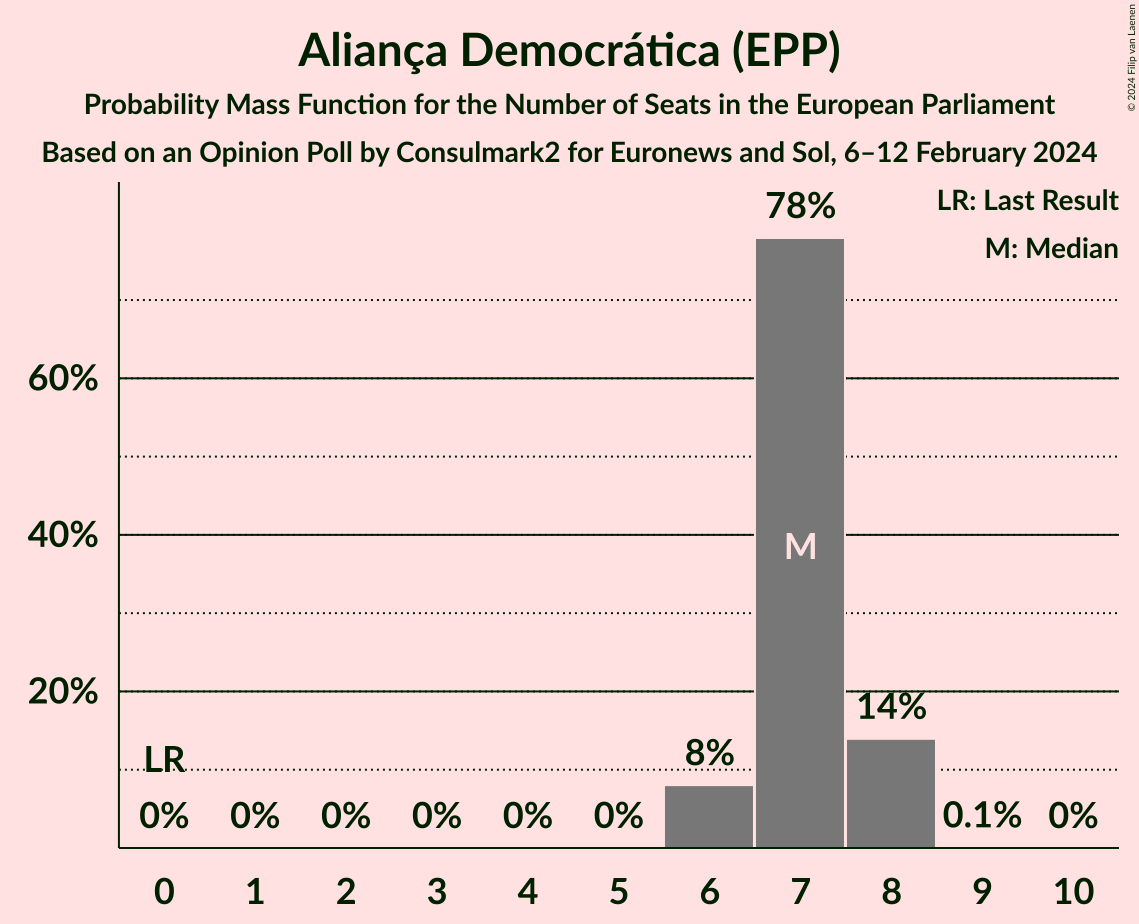 Aliança Democrática (EPP)
Probability Mass Function for the Number of Seats in the European Parliament
Based on an Opinion Poll by Consulmark2 for Euronews and Sol, 6–12 February 2024
© 2024 Filip van Laenen
LR: Last Result
M: Median
78%
60%
40%
M
20%
14%
8%
LR
0% 0% 0% 0% 0% 0% 0.1% 0%
0 1 2 3 4 5 6 7 8 9 10